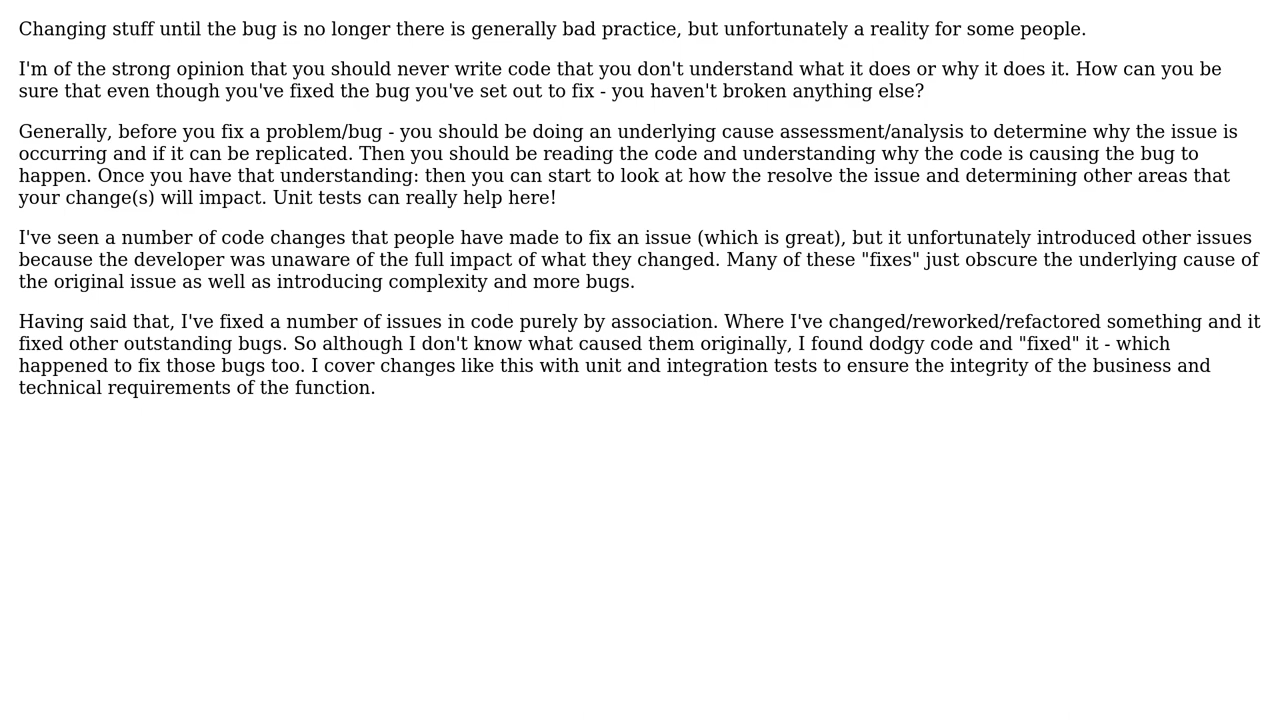 Changing stuff until the bug is no longer there is generally bad practice, but unfortunately a reality for some people.
I'm of the strong opinion that you should never write code that you don't understand what it does or why it does it. How can you be
sure that even though you've fixed the bug you've set out to fix - you haven't broken anything else?
Generally, before you fix a problem/bug - you should be doing an underlying cause assessment/analysis to determine why the issue is
occurring and if it can be replicated. Then you should be reading the code and understanding why the code is causing the bug to
happen. Once you have that understanding: then you can start to look at how the resolve the issue and determining other areas that
your change(s) will impact. Unit tests can really help here!
I've seen a number of code changes that people have made to fix an issue (which is great), but it unfortunately introduced other issues
because the developer was unaware of the full impact of what they changed. Many of these "fixes" just obscure the underlying cause of
the original issue as well as introducing complexity and more bugs.
Having said that, I've fixed a number of issues in code purely by association. Where I've changed/reworked/refactored something and it
fixed other outstanding bugs. So although I don't know what caused them originally, I found dodgy code and "fixed" it - which
happened to fix those bugs too. I cover changes like this with unit and integration tests to ensure the integrity of the business and
technical requirements of the function.